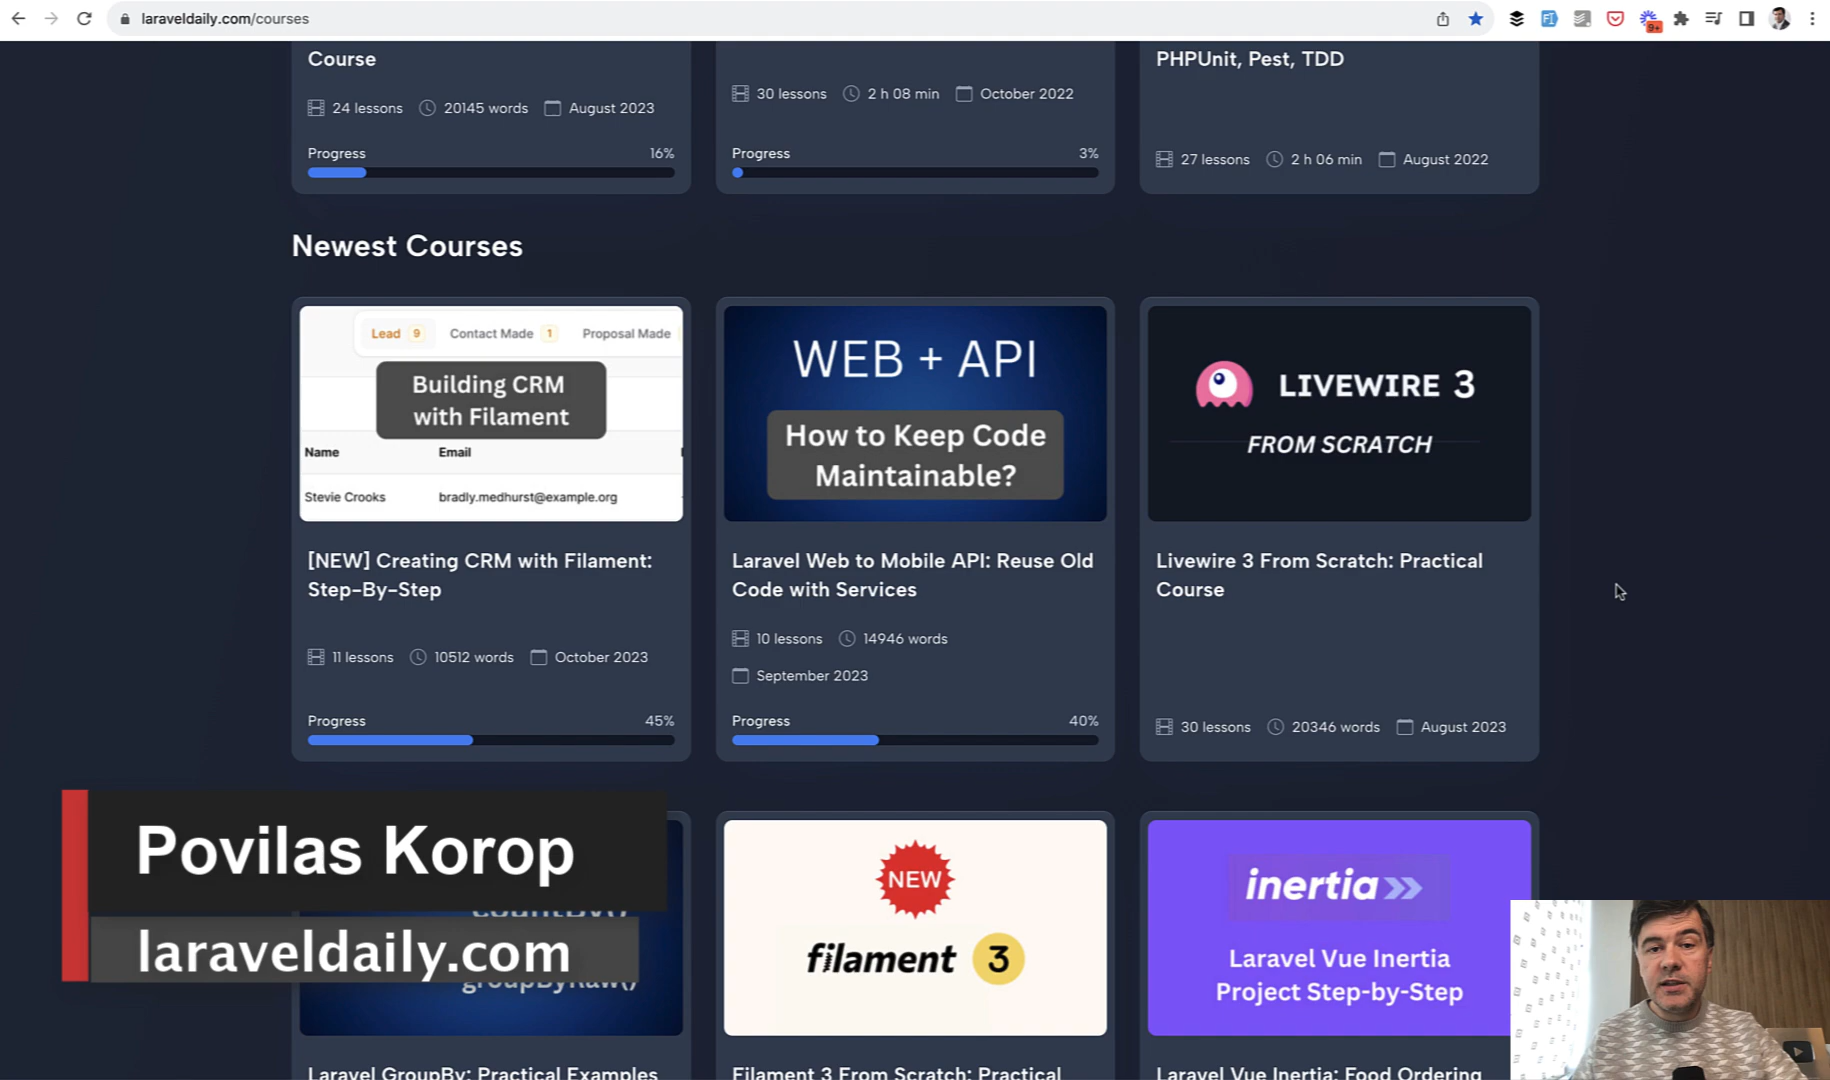 laraveldaily.com/courses
9+
Course
24 lessons 20145 words August 2023
Progress 16%
30 lessons 2 h 08 min October 2022
Progress 3%
PHPUnit, Pest, TDD
27 lessons 2 h 06 min August 2022
Newest Courses
Lead 9 Contact Made 1 Proposal Made
Building CRM
with Filament
Name Email
Stevie Crooks bradly.medhurst@example.org
[NEW] Creating CRM with Filament:
Step-By-Step
11 lessons 10512 words October 2023
Progress 45%
WEB + API
How to Keep Code
Maintainable?
Laravel Web to Mobile API: Reuse Old
Code with Services
10 lessons 14946 words
September 2023
Progress 40%
LIVEWIRE 3
FROM SCRATCH
Livewire 3 From Scratch: Practical
Course
30 lessons 20346 words August 2023
Povilas Korop
laraveldaily.com
countBy()
groupByRaw()
Laravel GroupBy: Practical Examples
NEW
filament 3
Filament 3 From Scratch: Practical
inertia
Laravel Vue Inertia
Project Step-by-Step
Laravel Vue Inertia: Food Ordering